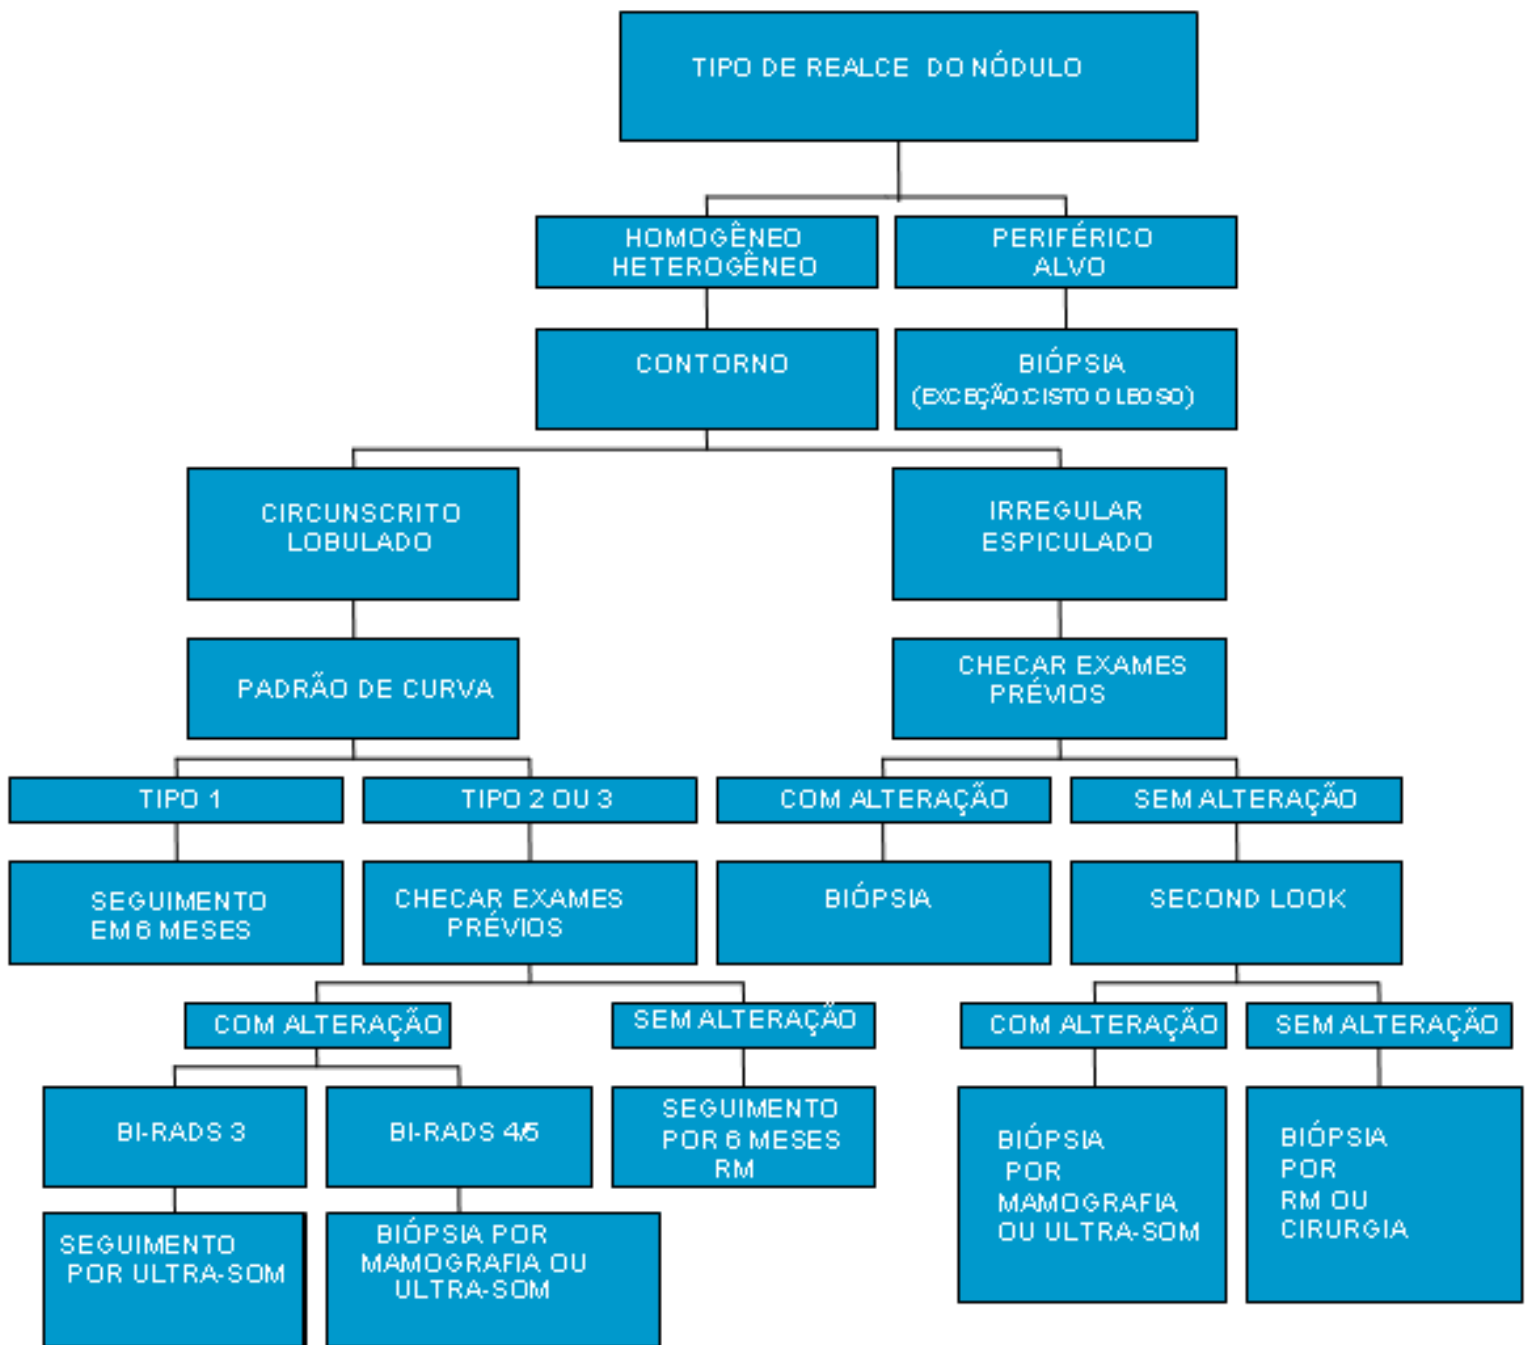 TIPO DE REALCE DO NÓDULO
HOMOGÊNEO
HETEROGÊNEO
PERIFÉRICO
ALVO
CONTORNO
BIÓPSIA
(EXCEÇÃO:CISTO OLEOSO)
CIRCUNSCRITO
LOBULADO
IRREGULAR
ESPICULADO
PADRÃO DE CURVA
CHECAR EXAMES
PRÉVIOS
TIPO 1
TIPO 2 OU 3
COM ALTERAÇÃO
SEM ALTERAÇÃO
SEGUIMENTO
EM 6 MESES
CHECAR EXAMES
PRÉVIOS
BIÓPSIA
SECOND LOOK
COM ALTERAÇÃO
SEM ALTERAÇÃO
COM ALTERAÇÃO
SEM ALTERAÇÃO
BI-RADS 3
BI-RADS 4/5
SEGUIMENTO
POR 6 MESES
RM
BIÓPSIA
POR
MAMOGRAFIA
OU ULTRA-SOM
BIÓPSIA
POR
RM OU
CIRURGIA
SEGUIMENTO
POR ULTRA-SOM
BIÓPSIA POR
MAMOGRAFIA OU
ULTRA-SOM